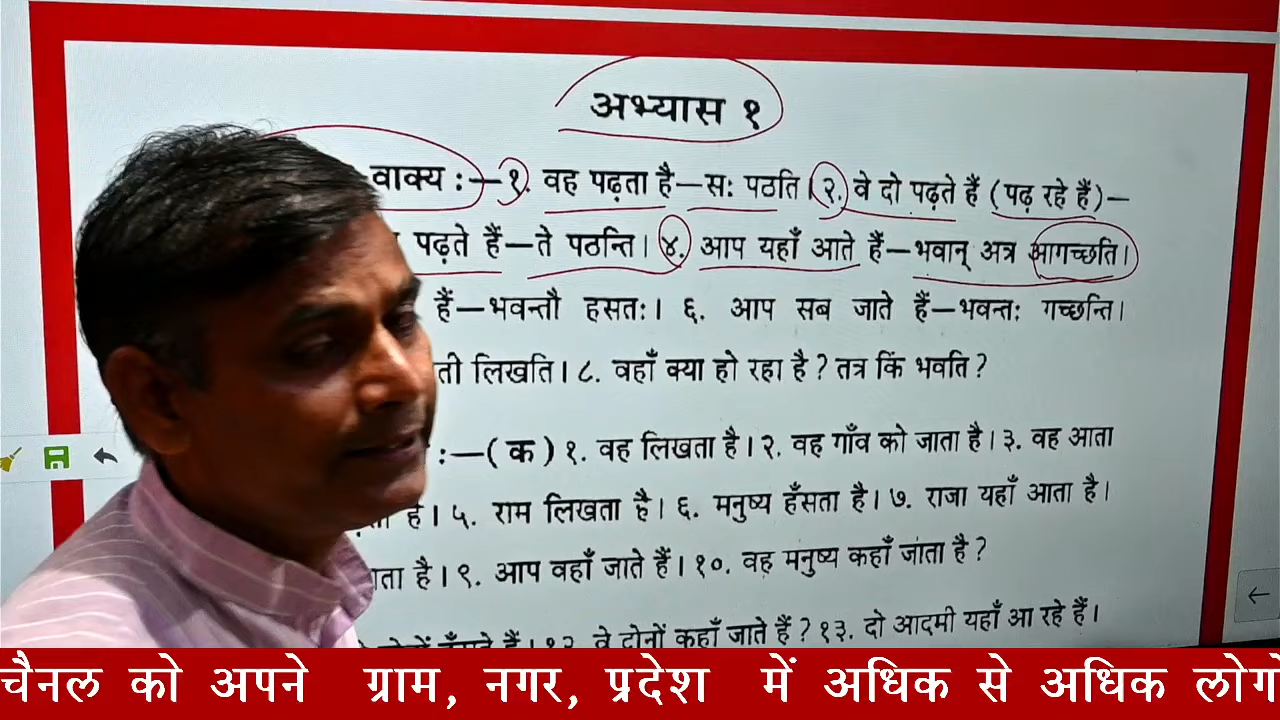 अभ्यास १
वाक्य :—१. वह पढ़ता है—सः पठति। २. वे दो पढ़ते हैं (पढ़ रहे हैं)—
पढ़ते हैं—ते पठन्ति। ४. आप यहाँ आते हैं—भवान् अत्र आगच्छति।
हैं—भवन्तौ हसतः। ६. आप सब जाते हैं—भवन्तः गच्छन्ति।
ती लिखति। ८. वहाँ क्या हो रहा है ? तत्र किं भवति ?
:—( क ) १. वह लिखता है। २. वह गाँव को जाता है। ३. वह आता
है। ५. राम लिखता है। ६. मनुष्य हँसता है। ७. राजा यहाँ आता है।
ता है। ९. आप वहाँ जाते हैं। १०. वह मनुष्य कहाँ जाता है ?
हैं। १२. वे दोनों कहाँ जाते हैं ? १३. दो आदमी यहाँ आ रहे हैं।
चैनल को अपने ग्राम, नगर, प्रदेश में अधिक से अधिक लोगो